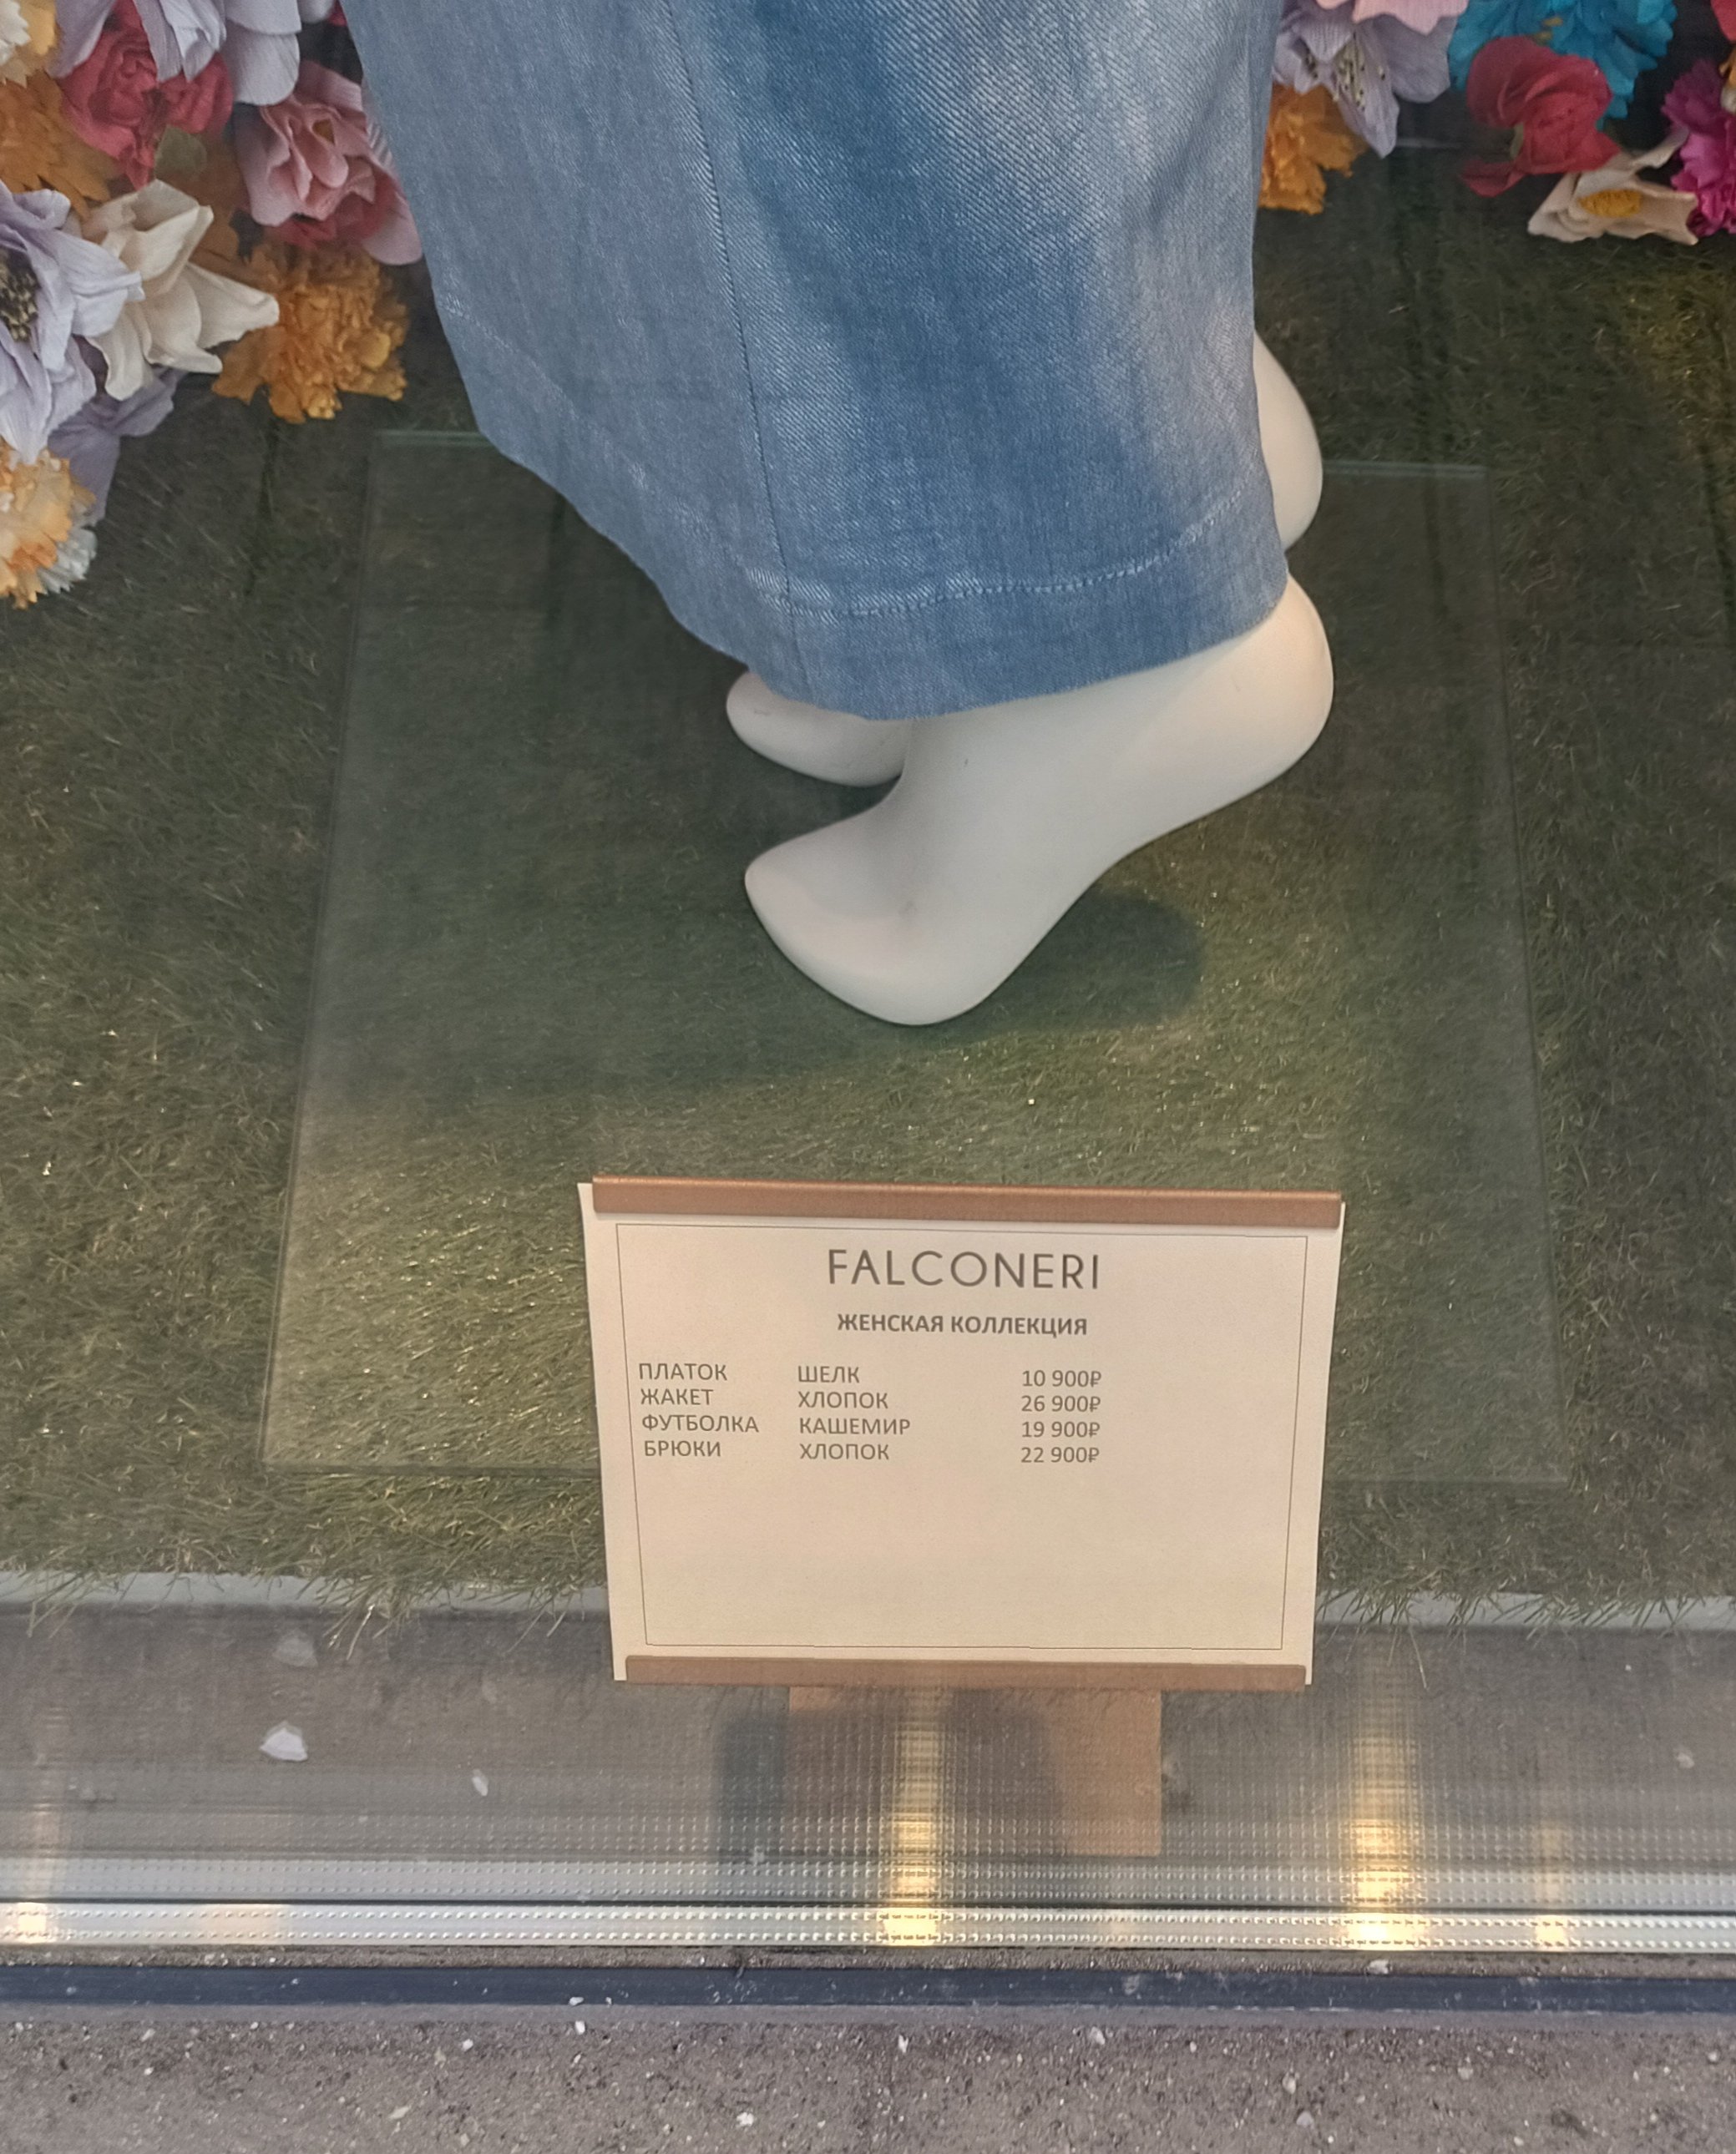 FALCONERI
ЖЕНСКАЯ КОЛЛЕКЦИЯ
ПЛАТОК ШЕЛК 10 900₽
ЖАКЕТ ХЛОПОК 26 900₽
ФУТБОЛКА КАШЕМИР 19 900₽
БРЮКИ ХЛОПОК 22 900₽